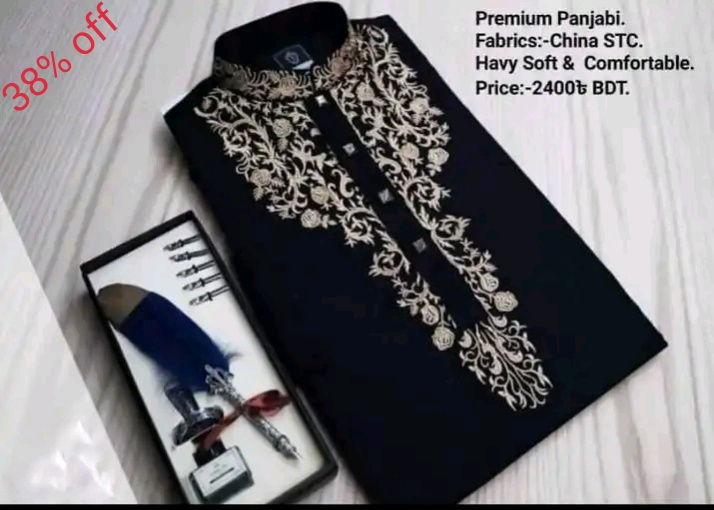 38% off
Premium Panjabi.
Fabrics:-China STC.
Havy Soft & Comfortable.
Price:-2400৳ BDT.